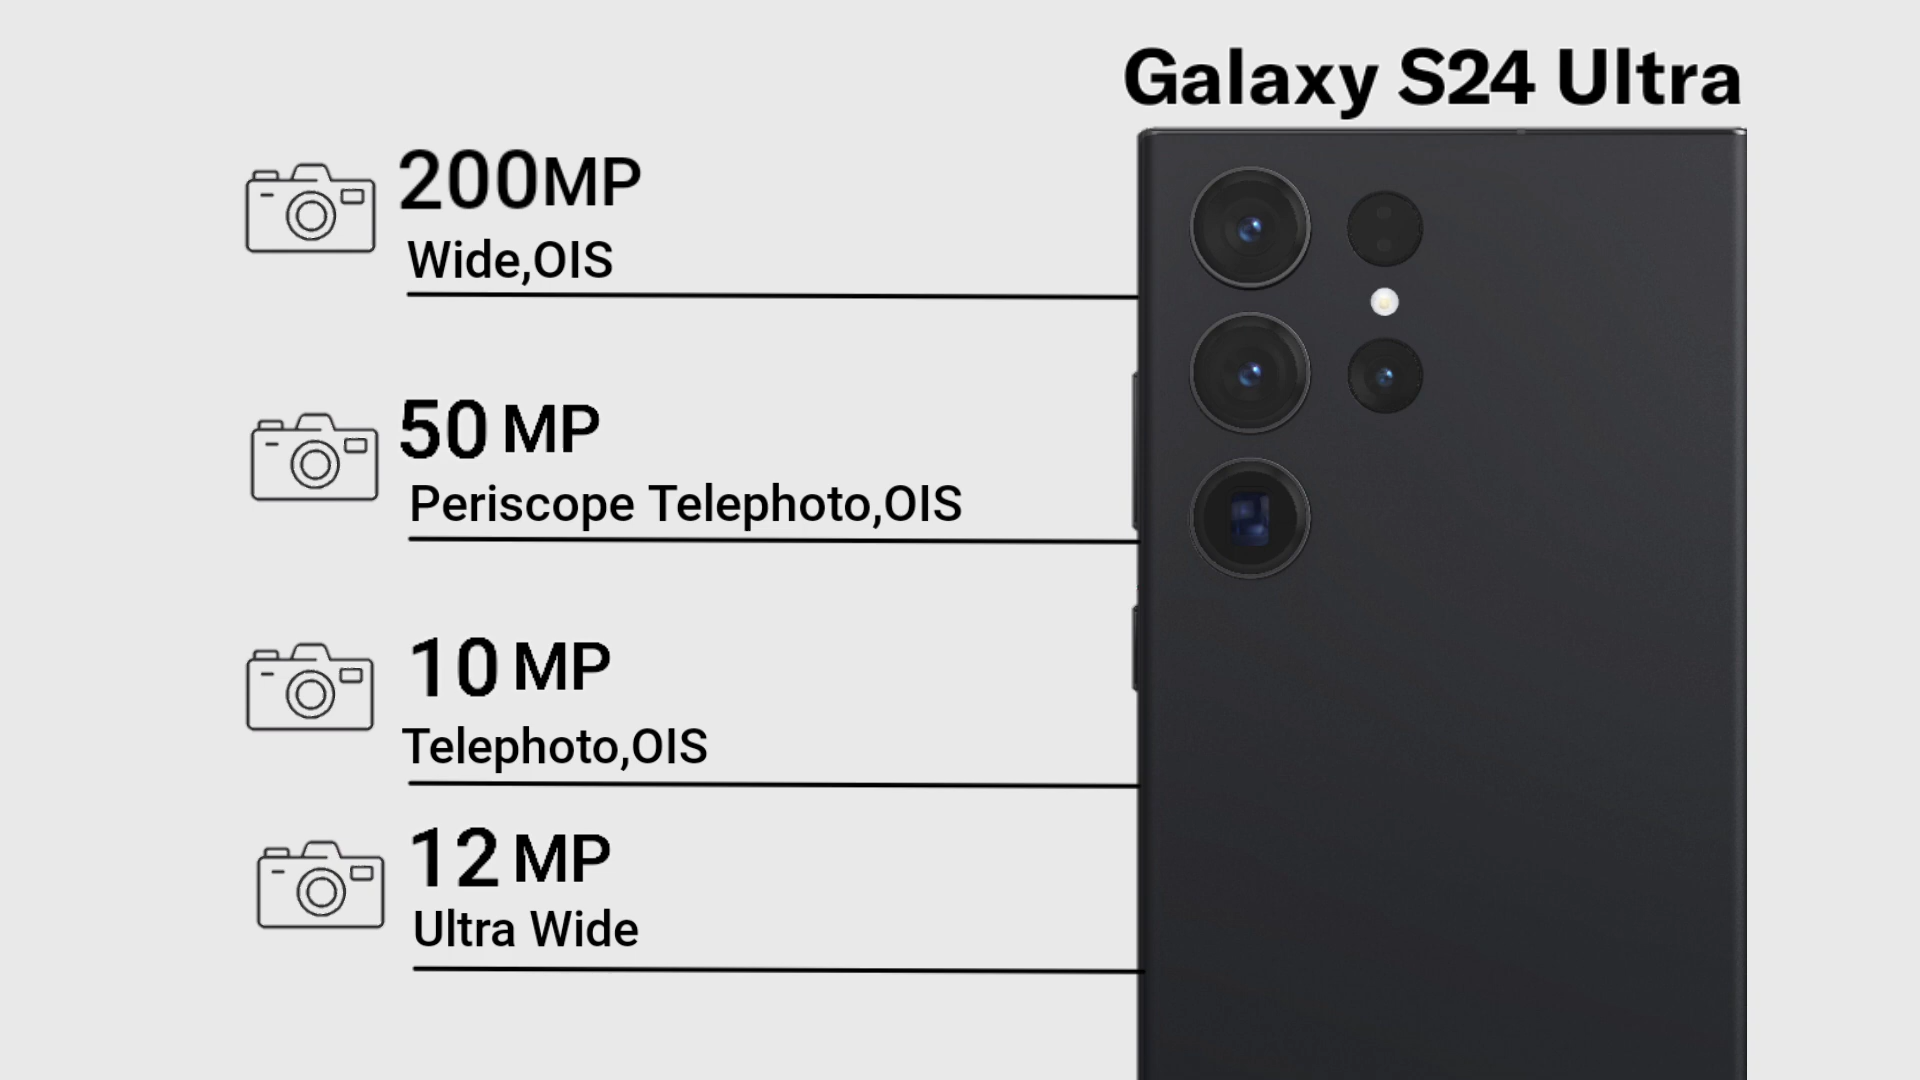 Galaxy S24 Ultra
200MP
Wide,OIS
50 MP
Periscope Telephoto,OIS
10 MP
Telephoto,OIS
12 MP
Ultra Wide